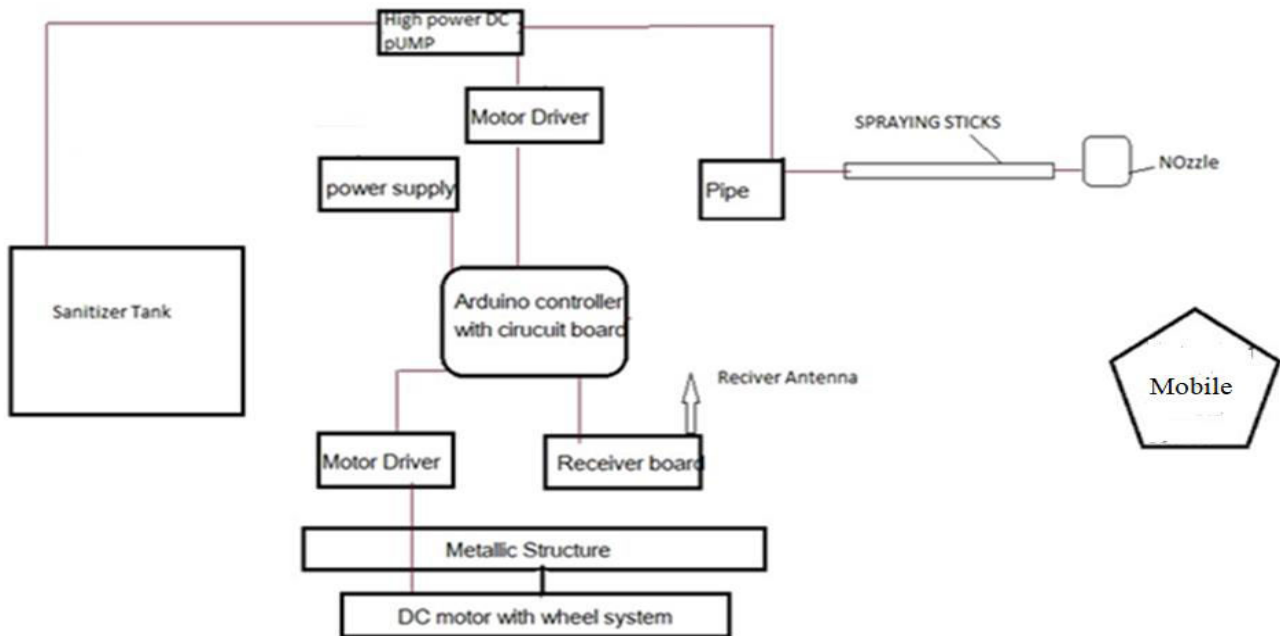 High power DC
pUMP
Motor Driver
SPRAYING STICKS
NOzzle
power supply
Pipe
Sanitizer Tank
Arduino controller
with cirucuit board
Reciver Antenna
Mobile
Motor Driver
Receiver board
Metallic Structure
DC motor with wheel system